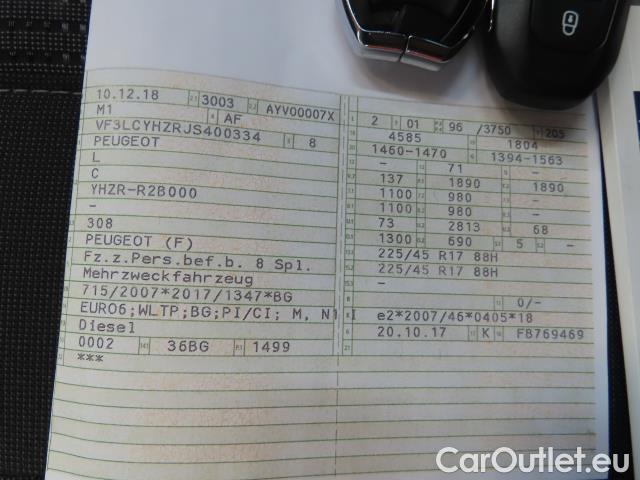 10.12.18 3003 AYV00007X
M1 AF
VF3LCYHZRJS400334 8
PEUGEOT
L
C
YHZR-R2B000
-
308
PEUGEOT (F)
Fz.z.Pers.bef.b. 8 Spl.
Mehrzweckfahrzeug
715/2007*2017/1347*BG
EURO6;WLTP;BG;PI/CI; M, N1 I
Diesel
0002 36BG 1499
***
2 01 96 /3750 205
4585 1804
1460-1470 1394-1563
- 71 -
137 1890 1890
1100 980
1100 980
73 2813 68
1300 690 5 -
225/45 R17 88H
225/45 R17 88H
-
0/-
e2*2007/46*0405*18
20.10.17 K F8769469
CarOutlet.eu